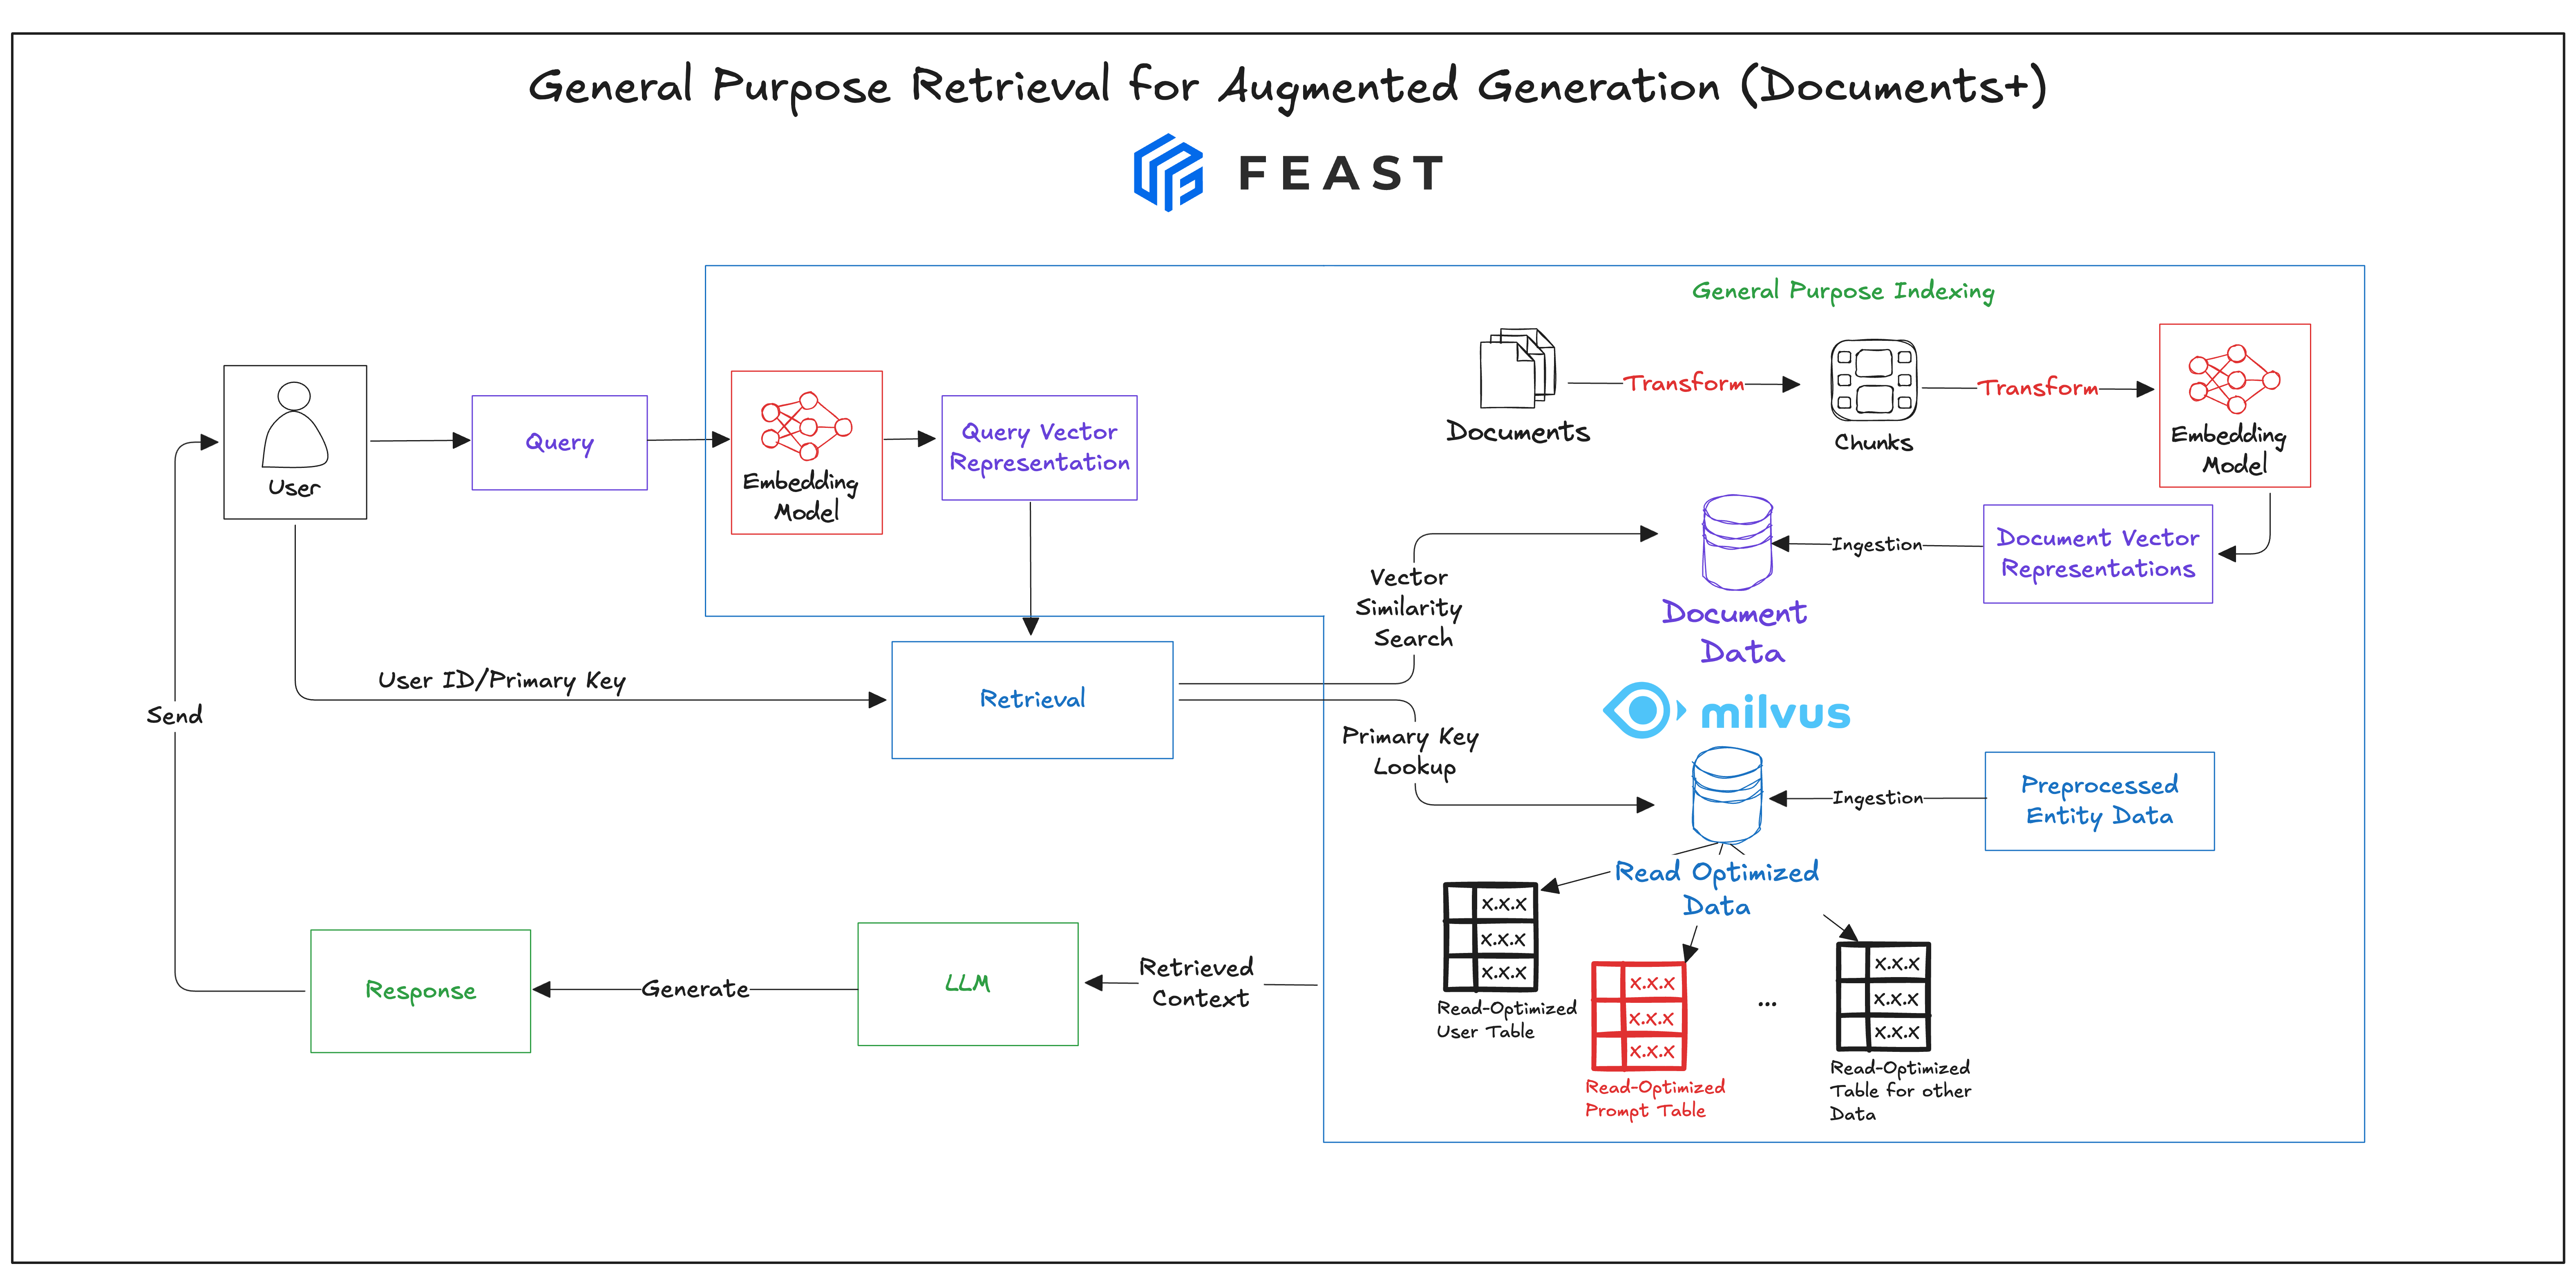 General Purpose Retrieval for Augmented Generation (Documents+)
FEAST
General Purpose Indexing
Documents
Transform
Chunks
Transform
Embedding
Model
User
Query
Embedding
Model
Query Vector
Representation
Document Vector
Representations
Ingestion
Document
Data
Vector
Similarity
Search
User ID/Primary Key
Retrieval
milvus
Primary Key
Lookup
Preprocessed
Entity Data
Ingestion
Read Optimized
Data
x.x.x
x.x.x
x.x.x
Read-Optimized
User Table
x.x.x
x.x.x
x.x.x
Read-Optimized
Prompt Table
...
x.x.x
x.x.x
x.x.x
Read-Optimized
Table for other
Data
Retrieved
Context
LLM
Generate
Response
Send